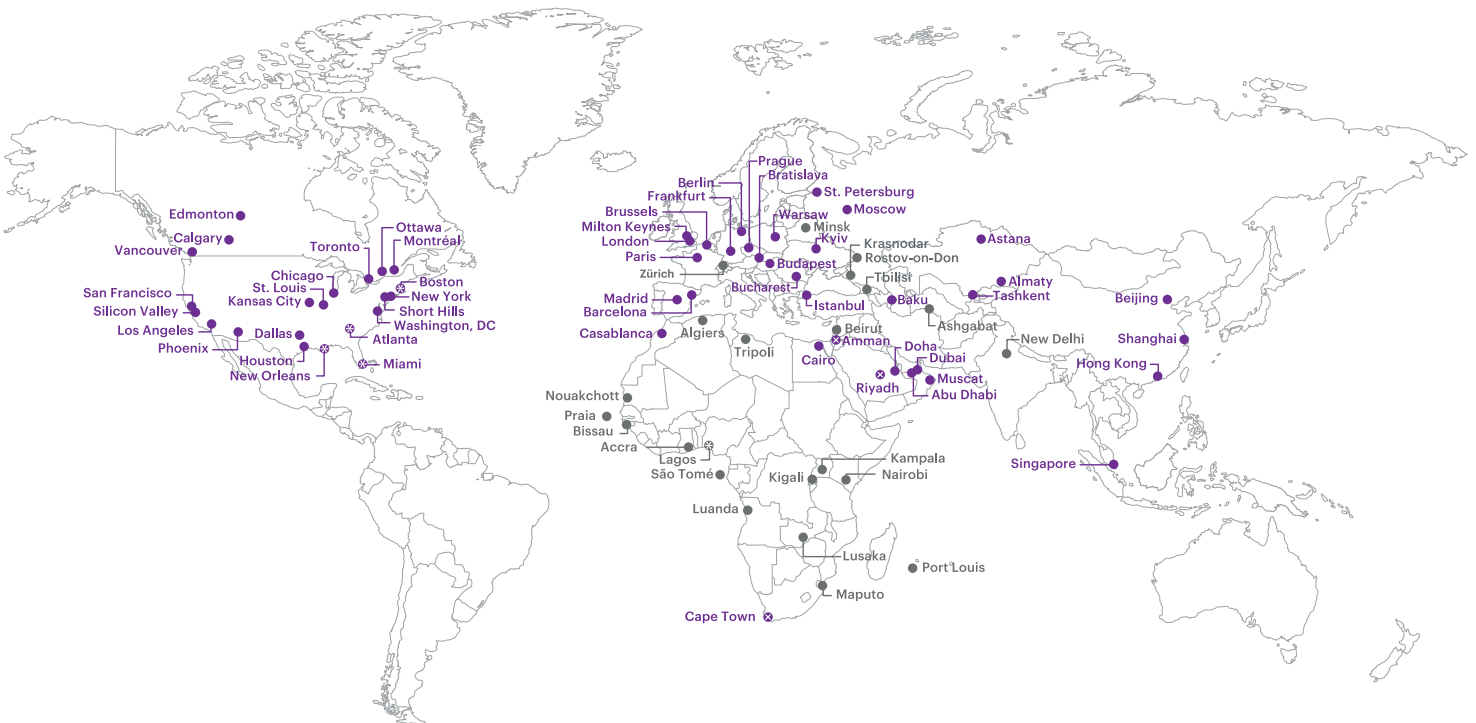 Edmonton
Calgary
Vancouver
Toronto
Ottawa
Montréal
Chicago
St. Louis
Kansas City
Boston
New York
Short Hills
Washington, DC
San Francisco
Silicon Valley
Los Angeles
Phoenix
Dallas
Houston
New Orleans
Atlanta
Miami
Prague
Bratislava
Berlin
Frankfurt
Brussels
Milton Keynes
London
Paris
Zürich
St. Petersburg
Moscow
Warsaw
Minsk
Kyiv
Budapest
Bucharest
Krasnodar
Rostov-on-Don
Tbilisi
Madrid
Barcelona
Istanbul
Baku
Astana
Almaty
Tashkent
Ashgabat
Beijing
Shanghai
Hong Kong
New Delhi
Casablanca
Algiers
Tripoli
Beirut
Amman
Cairo
Doha
Dubai
Riyadh
Muscat
Abu Dhabi
Nouakchott
Praia
Bissau
Accra
Lagos
São Tomé
Kigali
Kampala
Nairobi
Luanda
Lusaka
Port Louis
Maputo
Cape Town
Singapore